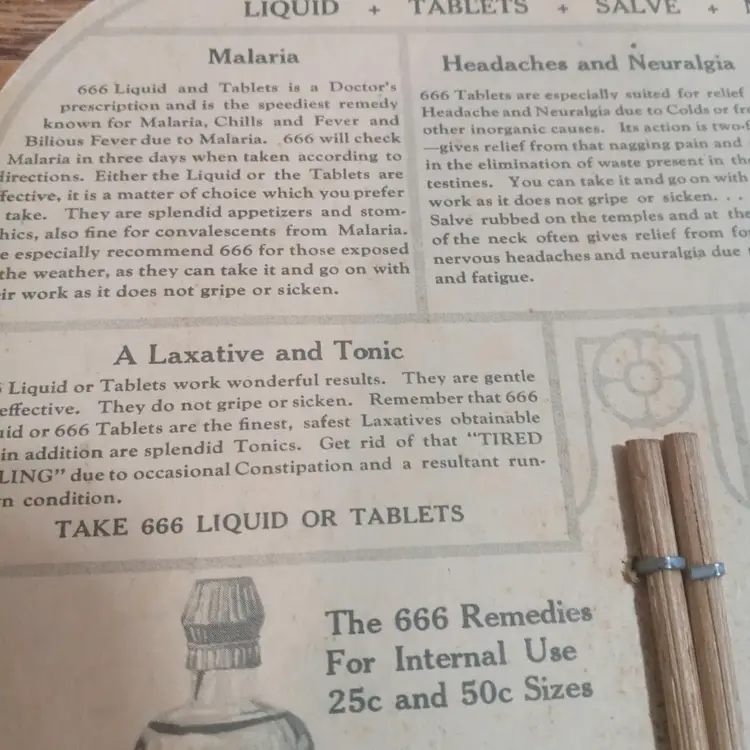 LIQUID + TABLETS + SALVE +
Malaria
666 Liquid and Tablets is a Doctor's
prescription and is the speediest remedy
known for Malaria, Chills and Fever and
Bilious Fever due to Malaria. 666 will check
Malaria in three days when taken according to
directions. Either the Liquid or the Tablets are
fective, it is a matter of choice which you prefer
take. They are splendid appetizers and stom-
hics, also fine for convalescents from Malaria.
e especially recommend 666 for those exposed
the weather, as they can take it and go on with
ir work as it does not gripe or sicken.
Headaches and Neuralgia
666 Tablets are especially suited for relief
Headache and Neuralgia due to Colds or fr
other inorganic causes. Its action is two-f
—gives relief from that nagging pain and
in the elimination of waste present in the
testines. You can take it and go on with
work as it does not gripe or sicken. . . .
Salve rubbed on the temples and at the
of the neck often gives relief from
nervous headaches and neuralgia due
and fatigue.
A Laxative and Tonic
Liquid or Tablets work wonderful results. They are gentle
effective. They do not gripe or sicken. Remember that 666
uid or 666 Tablets are the finest, safest Laxatives obtainable
in addition are splendid Tonics. Get rid of that "TIRED
LING" due to occasional Constipation and a resultant run-
n condition.
TAKE 666 LIQUID OR TABLETS
The 666 Remedies
For Internal Use
25c and 50c Sizes